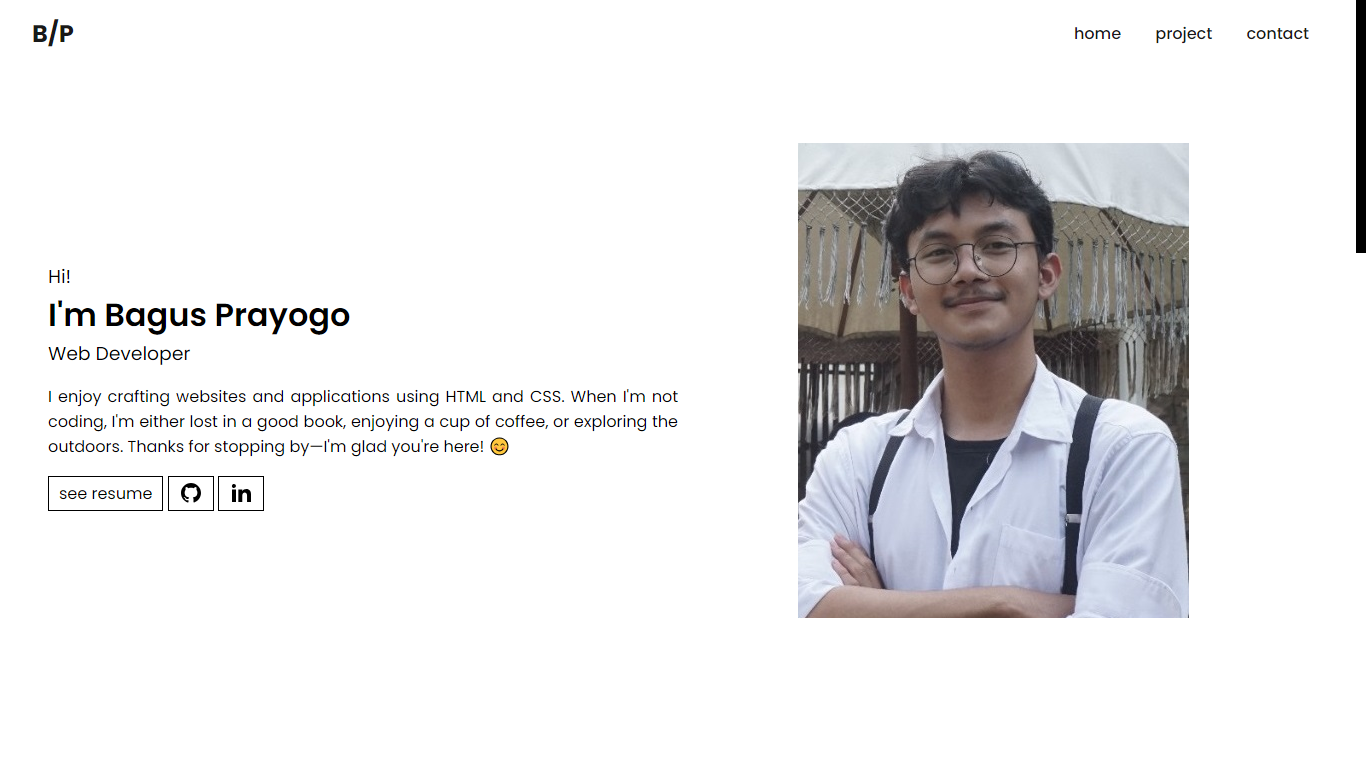 B/P
home project contact
Hi!
I'm Bagus Prayogo
Web Developer
I enjoy crafting websites and applications using HTML and CSS. When I'm not
coding, I'm either lost in a good book, enjoying a cup of coffee, or exploring the
outdoors. Thanks for stopping by—I'm glad you're here! 😊
see resume
in